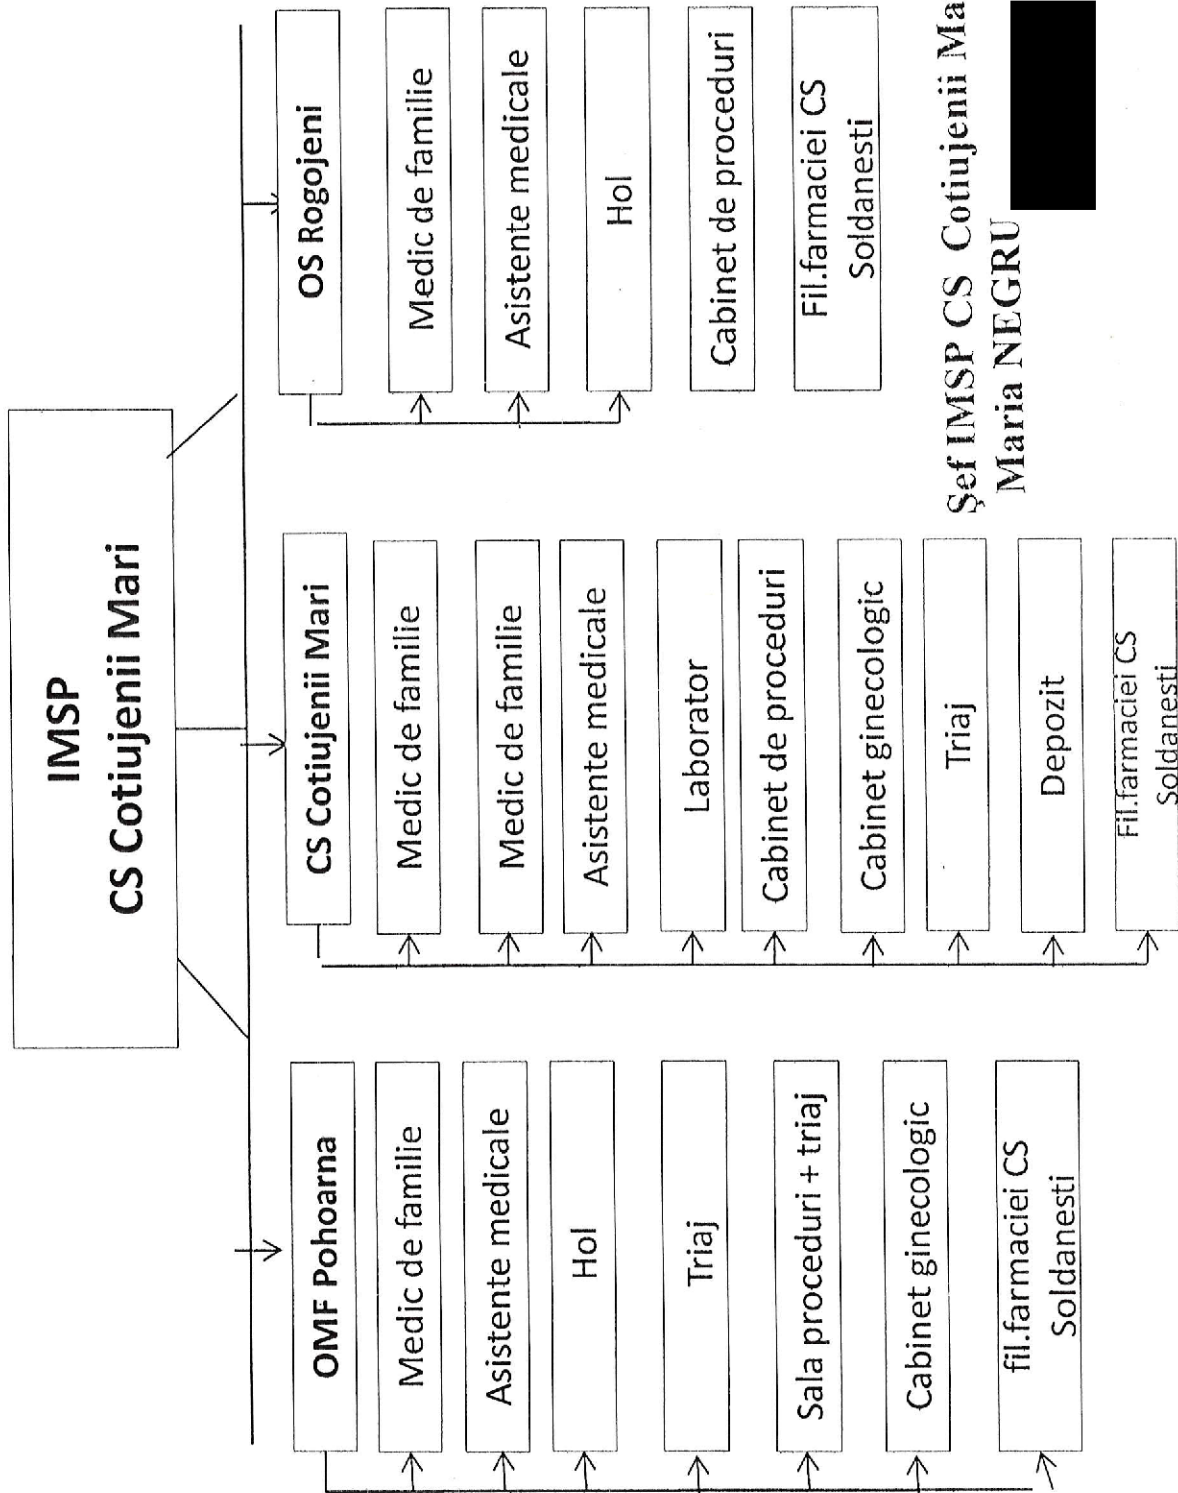 IMSP
CS Cotiujenii Mari
OMF Pohoarna
Medic de familie
Asistente medicale
Hol
Triaj
Sala proceduri + triaj
Cabinet ginecologic
fil.farmaciei CS
Soldanesti
CS Cotiujenii Mari
Medic de familie
Medic de familie
Asistente medicale
Laborator
Cabinet de proceduri
Cabinet ginecologic
Triaj
Depozit
Fil.farmaciei CS
Soldanesti
OS Rogojeni
Medic de familie
Asistente medicale
Hol
Cabinet de proceduri
Fil.farmaciei CS
Soldanesti
Şef IMSP CS Cotiujenii Ma
Maria NEGRU